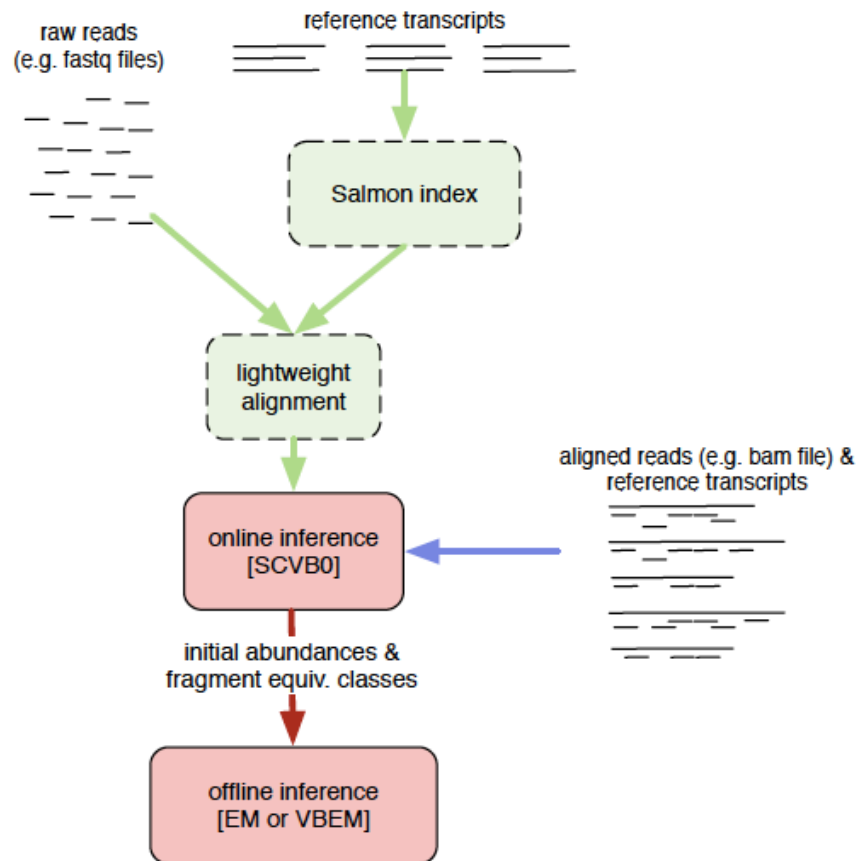 raw reads
(e.g. fastq files)
reference transcripts
Salmon index
lightweight
alignment
aligned reads (e.g. bam file) &
reference transcripts
online inference
[SCVB0]
initial abundances &
fragment equiv. classes
offline inference
[EM or VBEM]